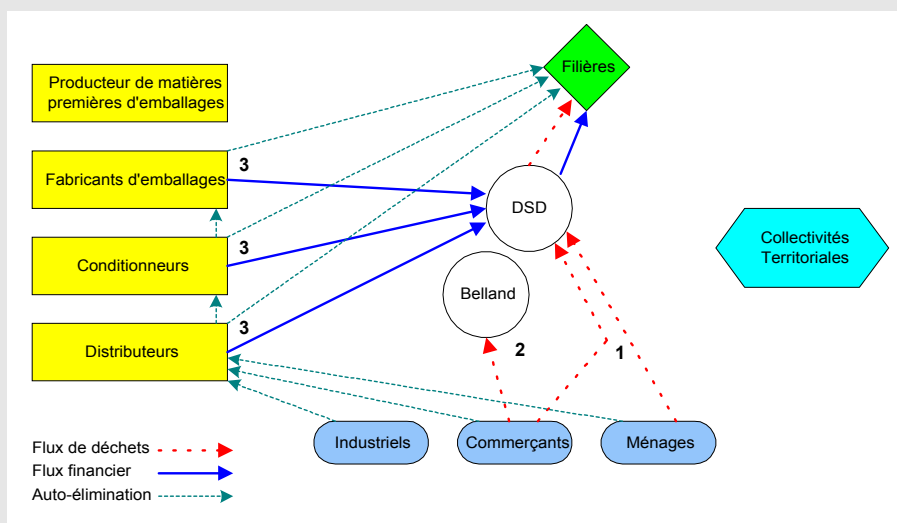 Filières
Producteur de matières
premières d'emballages
3
Fabricants d'emballages
DSD
3
Conditionneurs
Collectivités
Territoriales
Belland
3
Distributeurs
2
1
Industriels
Commerçants
Ménages
Flux de déchets
Flux financier
Auto-élimination